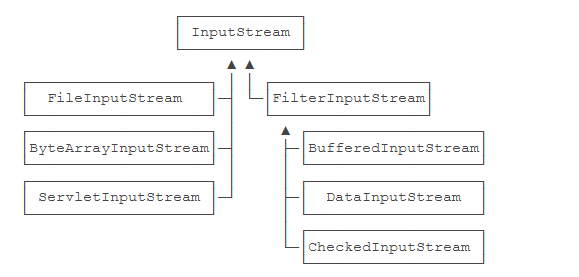 InputStream
FileInputStream
FilterInputStream
ByteArrayInputStream
BufferedInputStream
ServletInputStream
DataInputStream
CheckedInputStream